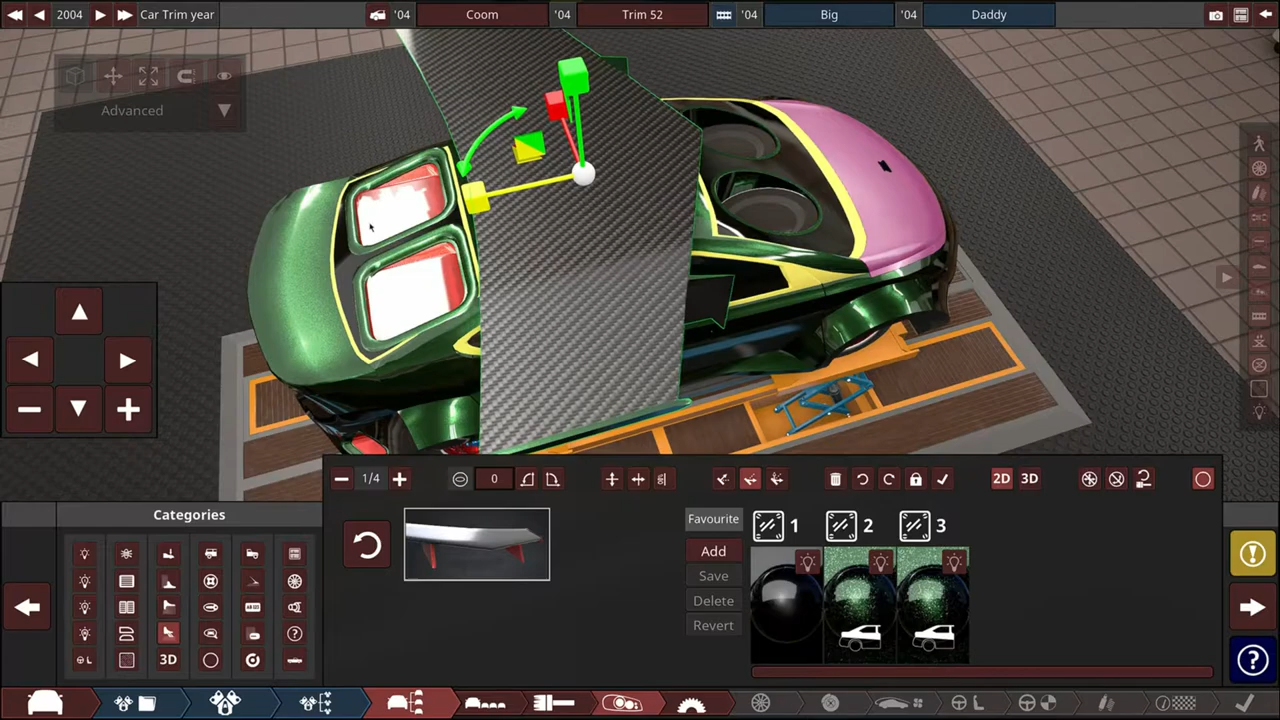 2004 Car Trim year '04 Coom '04 Trim 52 '04 Big '04 Daddy
Advanced
1/4 0 2D 3D
Categories
Favourite 1 2 3
Add
Save
Delete
Revert
L 3D